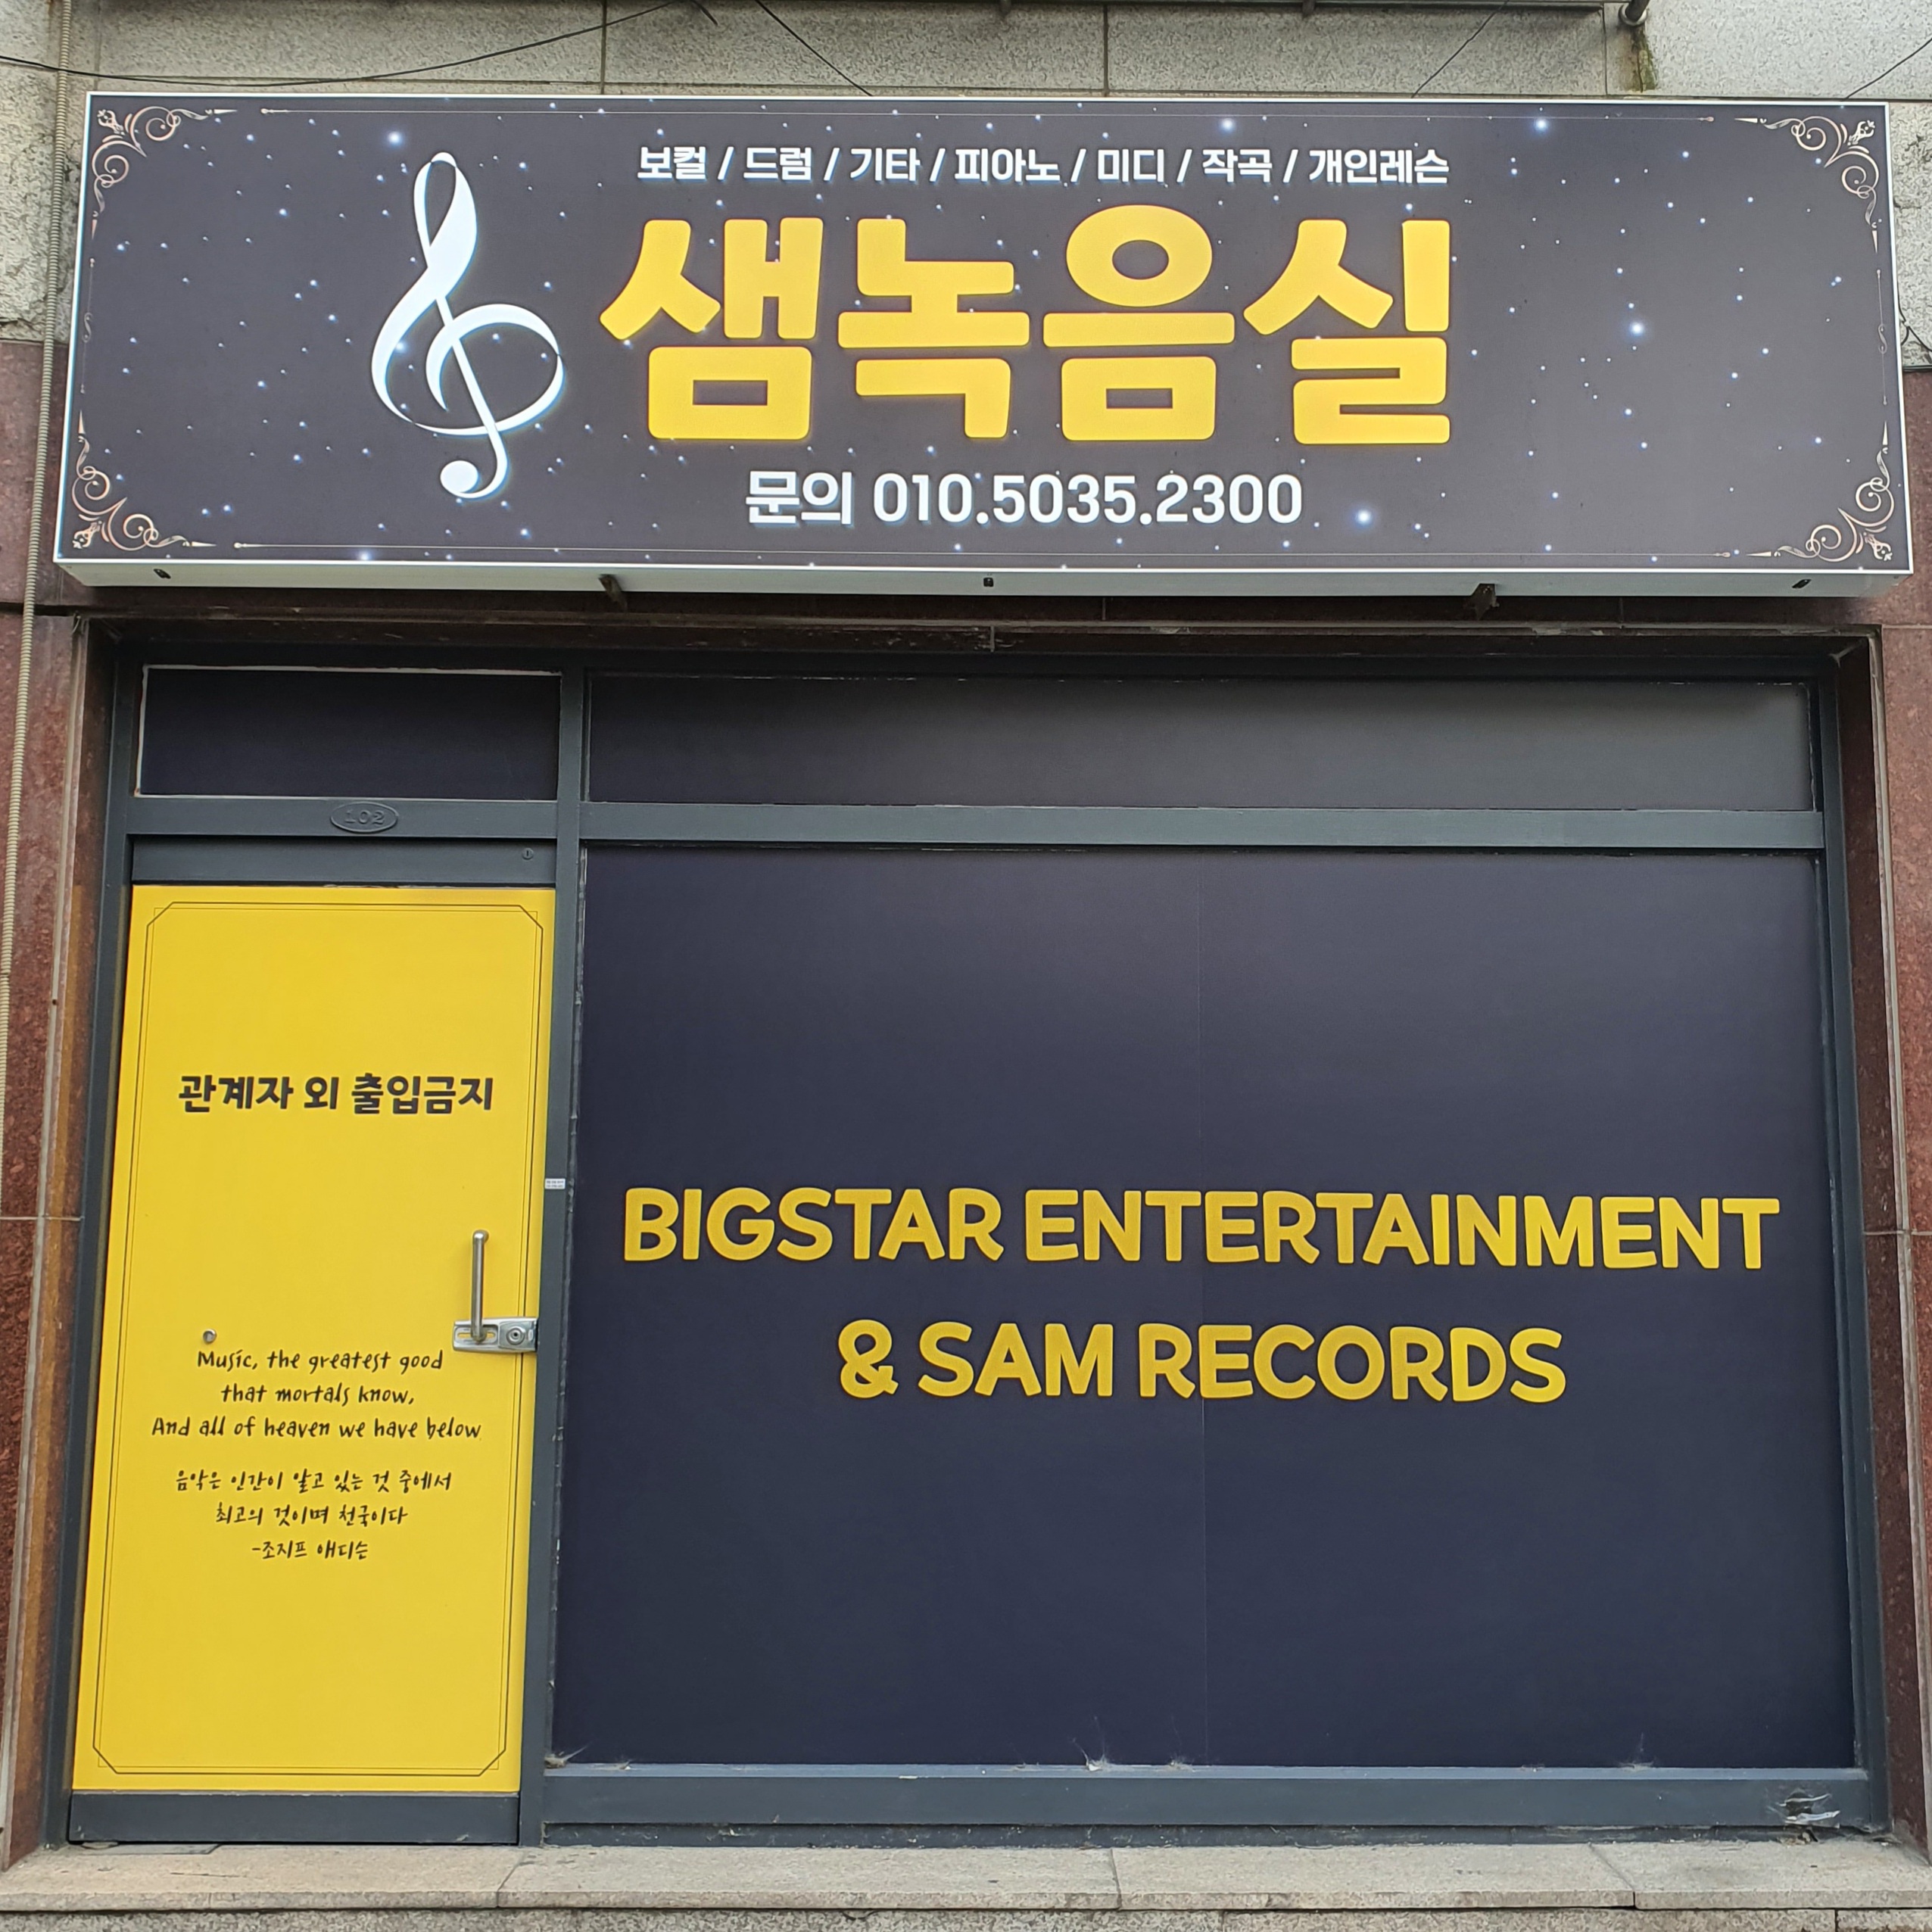 보컬 / 드럼 / 기타 / 피아노 / 미디 / 작곡 / 개인레슨
샘녹음실
문의 010.5035.2300
102
관계자 외 출입금지
BIGSTAR ENTERTAINMENT
& SAM RECORDS
Music, the greatest good
that mortals know,
And all of heaven we have below
음악은 인간이 알고 있는 것 중에서
최고의 것이며 천국이다
-조지프 애디슨